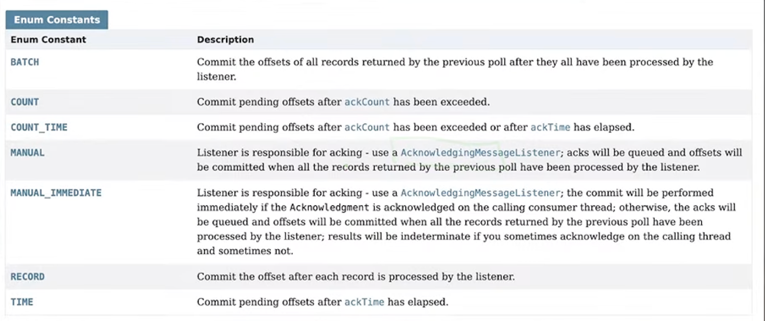 Enum Constants
Enum Constant Description
BATCH Commit the offsets of all records returned by the previous poll after they all have been processed by the
listener.
COUNT Commit pending offsets after ackCount has been exceeded.
COUNT_TIME Commit pending offsets after ackCount has been exceeded or after ackTime has elapsed.
MANUAL Listener is responsible for acking - use a AcknowledgingMessageListener; acks will be queued and offsets will
be committed when all the records returned by the previous poll have been processed by the listener.
MANUAL_IMMEDIATE Listener is responsible for acking - use a AcknowledgingMessageListener; the commit will be performed
immediately if the Acknowledgment is acknowledged on the calling consumer thread; otherwise, the acks will
be queued and offsets will be committed when all the records returned by the previous poll have been
processed by the listener; results will be indeterminate if you sometimes acknowledge on the calling thread
and sometimes not.
RECORD Commit the offset after each record is processed by the listener.
TIME Commit pending offsets after ackTime has elapsed.